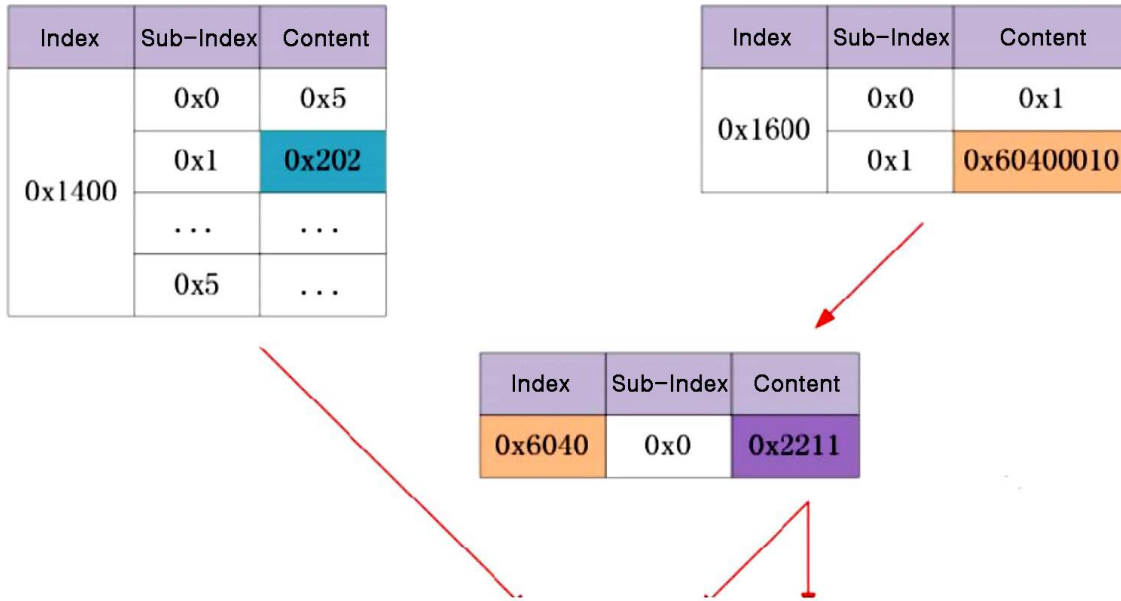 Index Sub-Index Content
0x1400 0x0 0x5
0x1 0x202
... ...
0x5 ...
Index Sub-Index Content
0x1600 0x0 0x1
0x1 0x60400010
Index Sub-Index Content
0x6040 0x0 0x2211